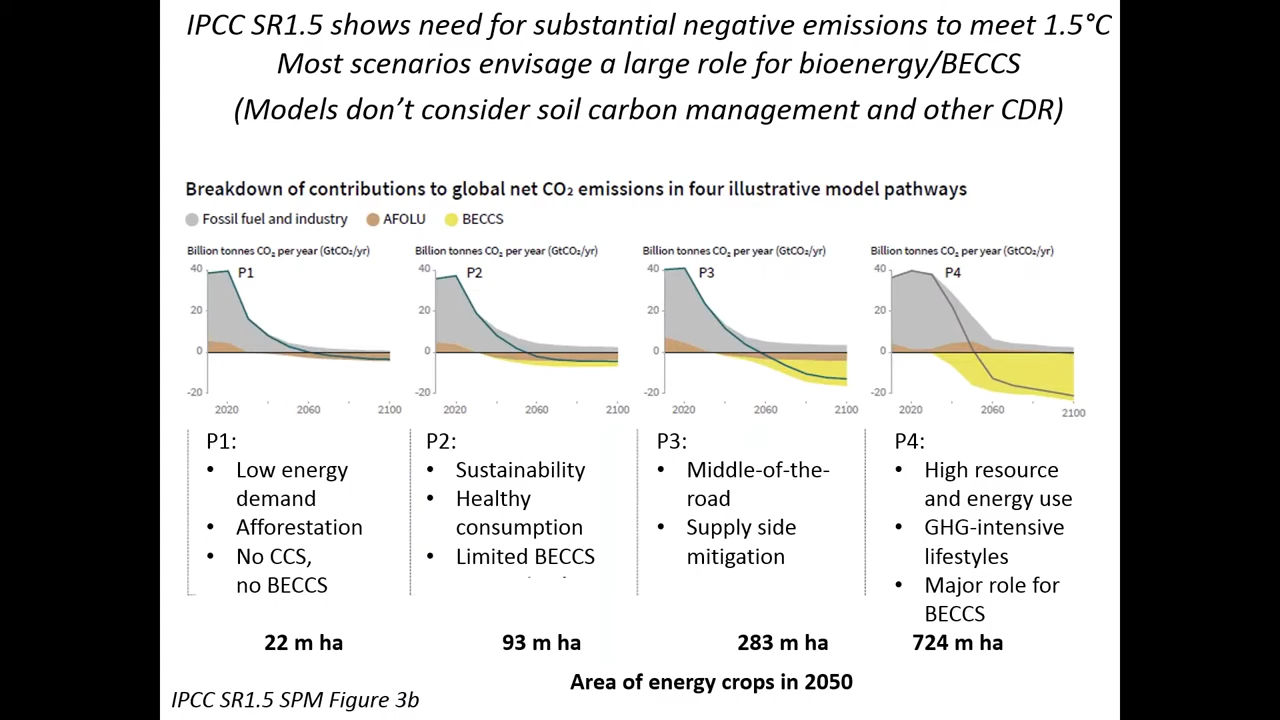 IPCC SR1.5 shows need for substantial negative emissions to meet 1.5°C
Most scenarios envisage a large role for bioenergy/BECCS
(Models don't consider soil carbon management and other CDR)
Breakdown of contributions to global net CO₂ emissions in four illustrative model pathways
Fossil fuel and industry AFOLU BECCS
Billion tonnes CO₂ per year (GtCO₂/yr)
40
P1
20
0
-20
2020 2060 2100
Billion tonnes CO₂ per year (GtCO₂/yr)
40
P2
20
0
-20
2020 2060 2100
Billion tonnes CO₂ per year (GtCO₂/yr)
40
P3
20
0
-20
2020 2060 2100
Billion tonnes CO₂ per year (GtCO₂/yr)
40
P4
20
0
-20
2020 2060 2100
P1:
• Low energy
demand
• Afforestation
• No CCS,
no BECCS
22 m ha
P2:
• Sustainability
• Healthy
consumption
• Limited BECCS
93 m ha
P3:
• Middle-of-the-
road
• Supply side
mitigation
283 m ha
P4:
• High resource
and energy use
• GHG-intensive
lifestyles
• Major role for
BECCS
724 m ha
Area of energy crops in 2050
IPCC SR1.5 SPM Figure 3b